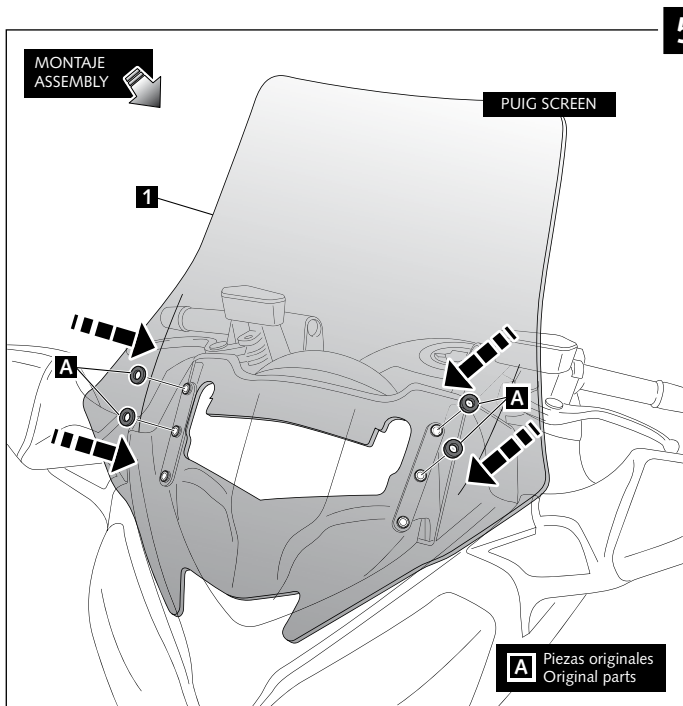 5
MONTAJE
ASSEMBLY
PUIG SCREEN
1
A
A
A
Piezas originales
Original parts